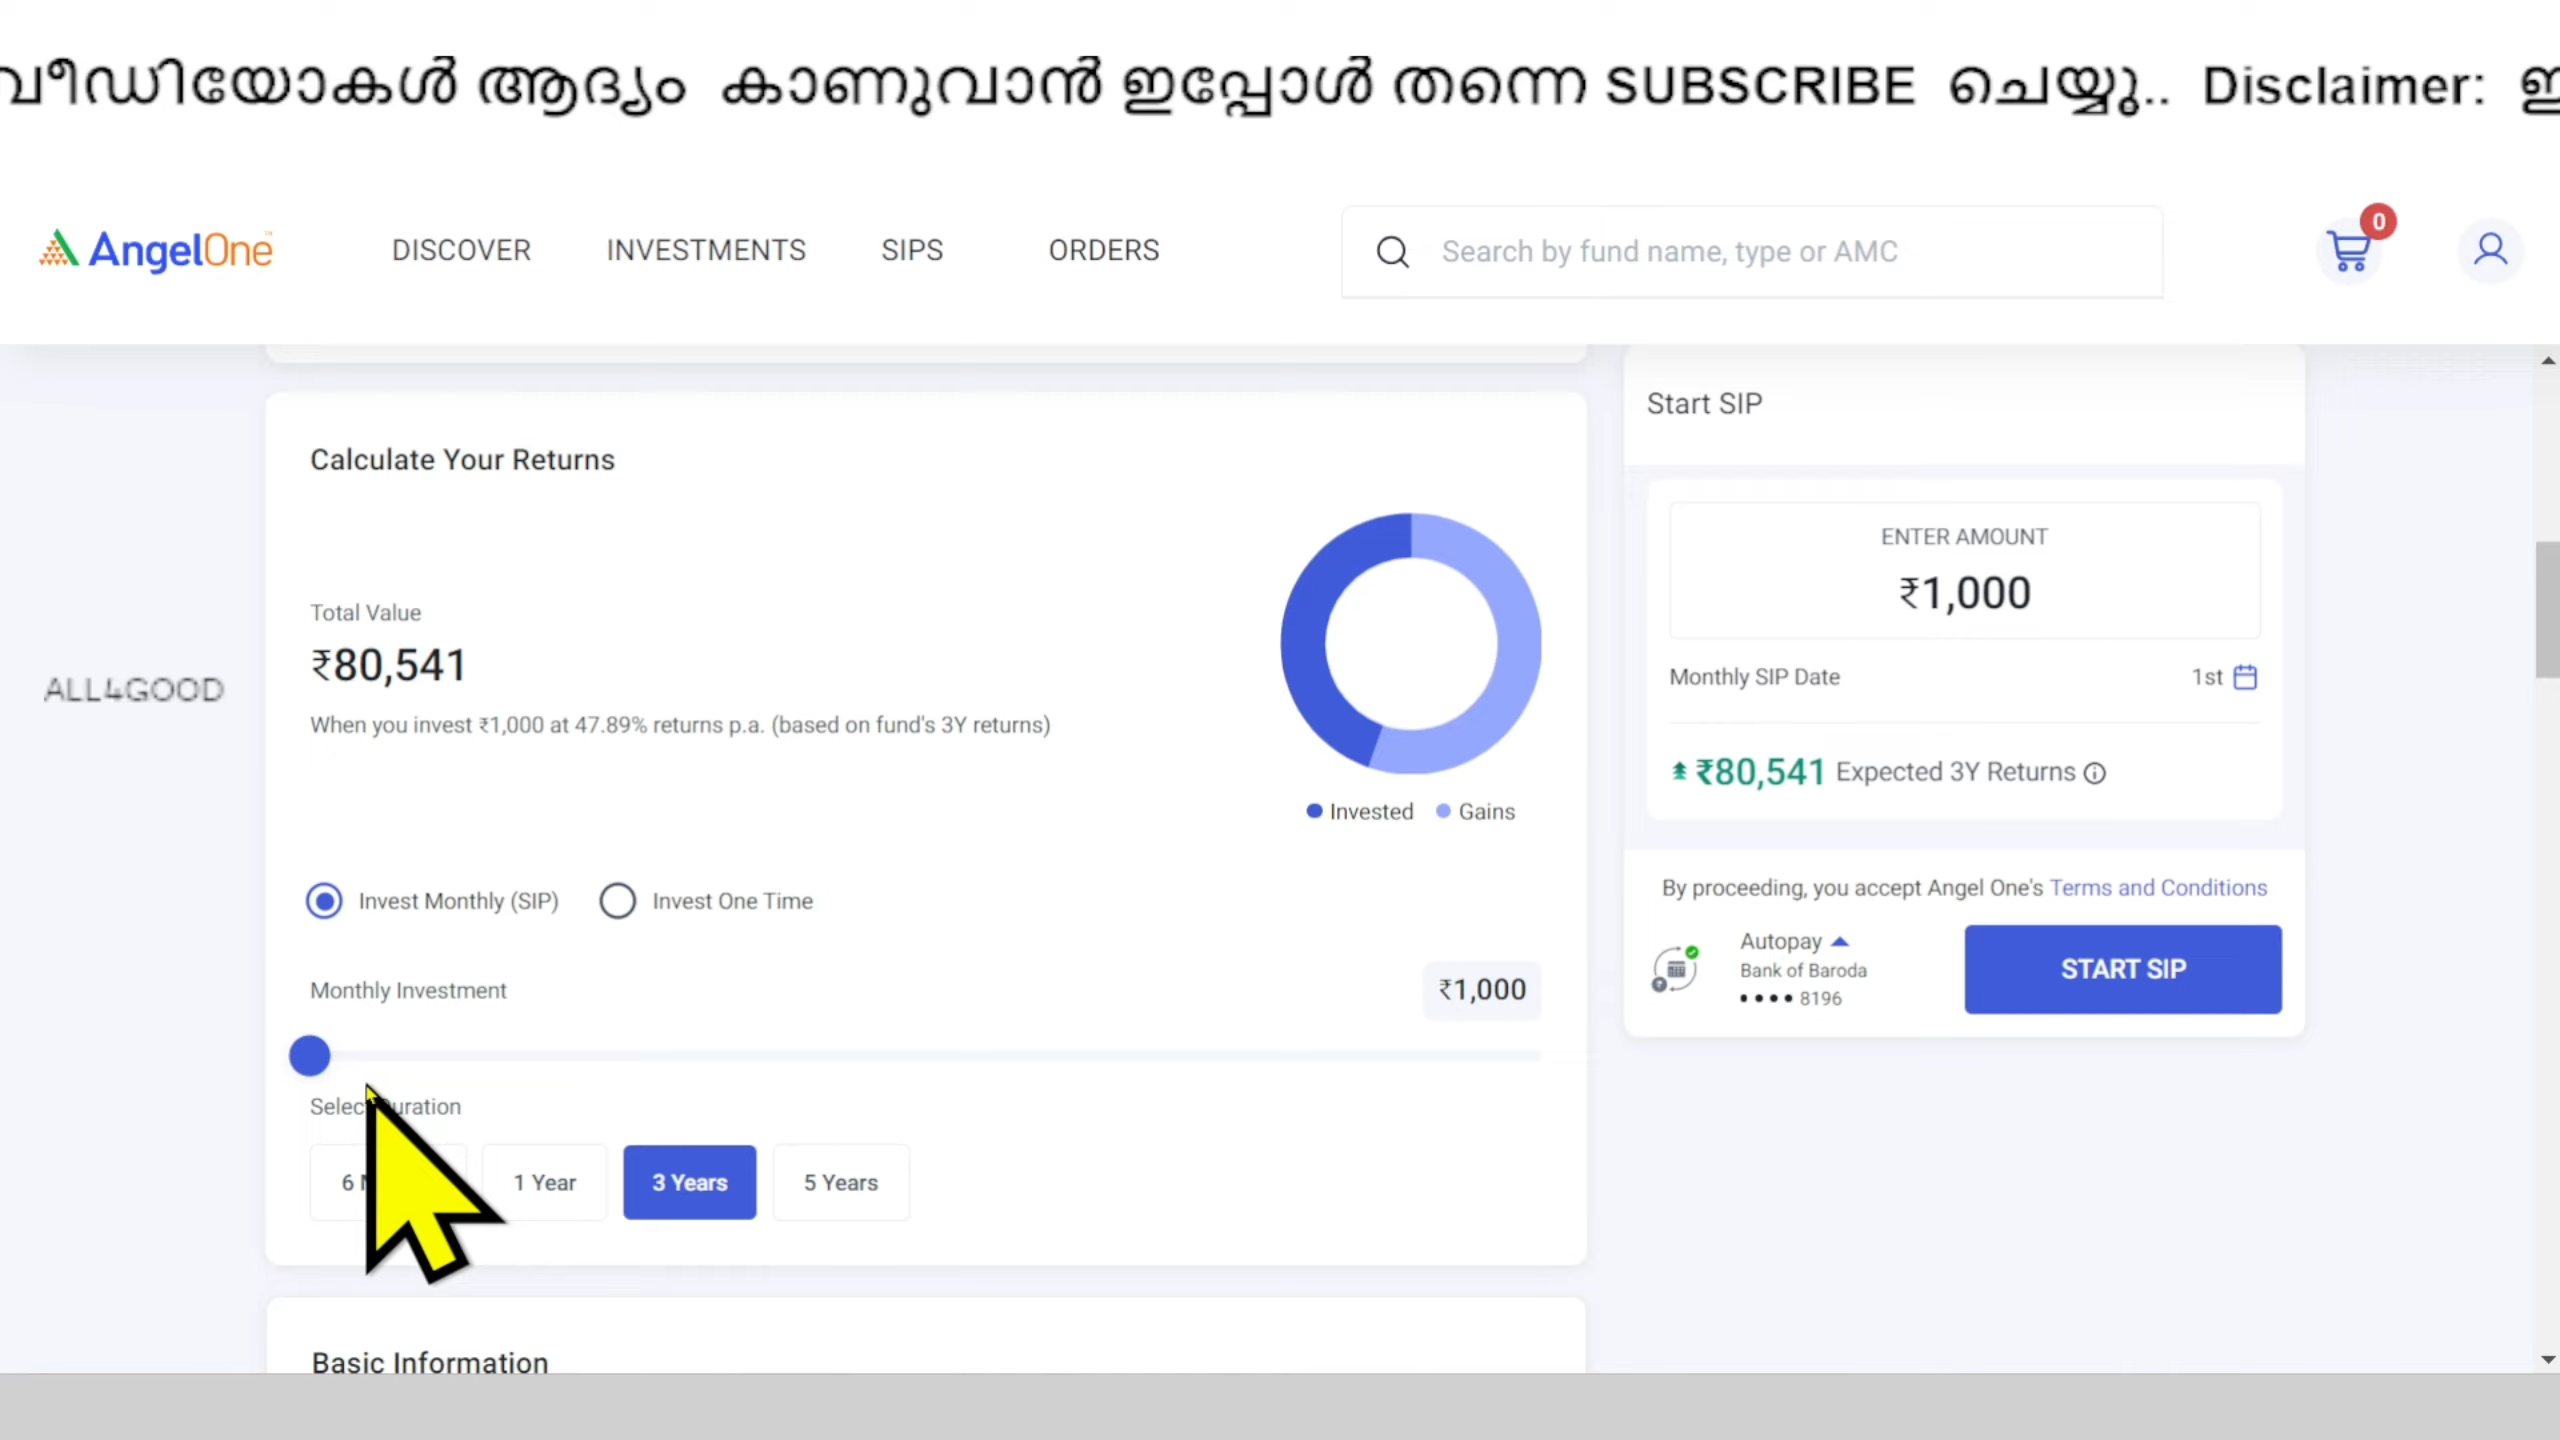 വീഡിയോകൾ ആദ്യം കാണുവാൻ ഇപ്പോൾ തന്നെ SUBSCRIBE ചെയ്യൂ.. Disclaimer:
AngelOne
DISCOVER
INVESTMENTS
SIPS
ORDERS
Search by fund name, type or AMC
0
Calculate Your Returns
Total Value
₹80,541
When you invest ₹1,000 at 47.89% returns p.a. (based on fund's 3Y returns)
Invested
Gains
Invest Monthly (SIP)
Invest One Time
Monthly Investment
₹1,000
Select Duration
6
1 Year
3 Years
5 Years
Basic Information
ALL4GOOD
Start SIP
ENTER AMOUNT
₹1,000
Monthly SIP Date
1st
₹80,541 Expected 3Y Returns
By proceeding, you accept Angel One's Terms and Conditions
Autopay
Bank of Baroda
•••• 8196
START SIP